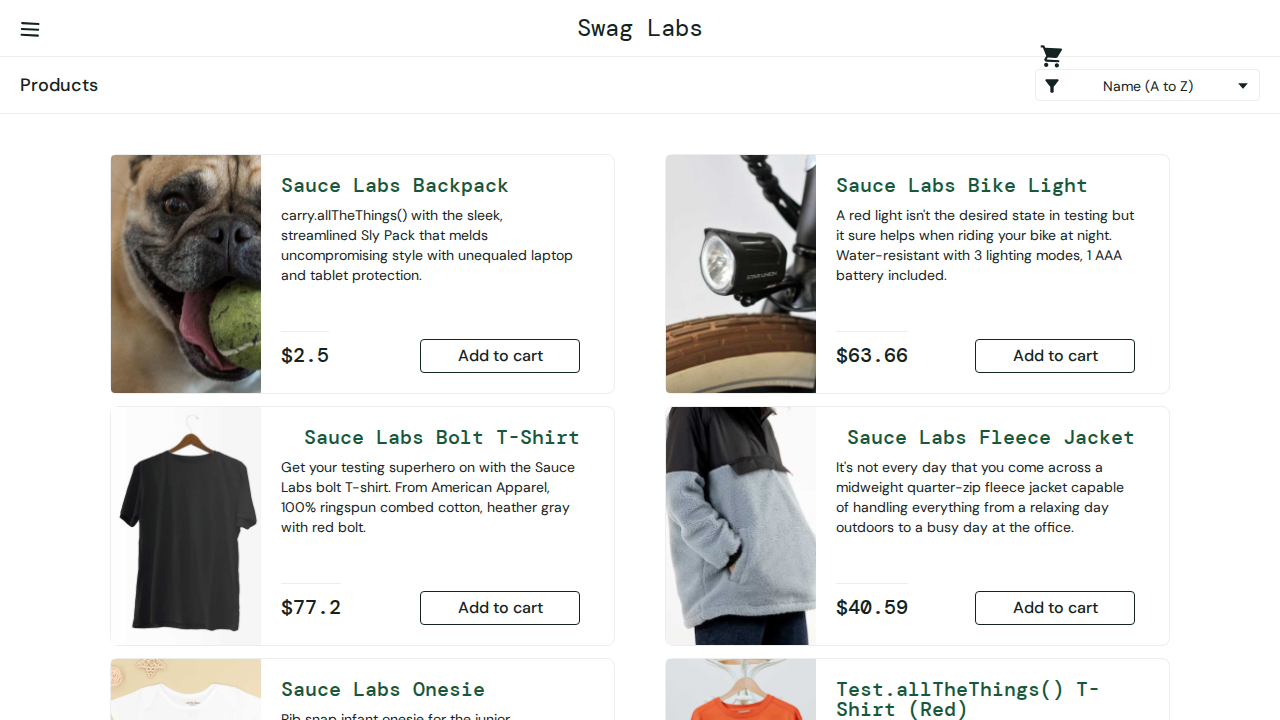 Swag Labs
Products
Name (A to Z)
Sauce Labs Backpack
carry.allTheThings() with the sleek,
streamlined Sly Pack that melds
uncompromising style with unequaled laptop
and tablet protection.
$2.5
Add to cart
Sauce Labs Bike Light
A red light isn't the desired state in testing but
it sure helps when riding your bike at night.
Water-resistant with 3 lighting modes, 1 AAA
battery included.
$63.66
Add to cart
Sauce Labs Bolt T-Shirt
Get your testing superhero on with the Sauce
Labs bolt T-shirt. From American Apparel,
100% ringspun combed cotton, heather gray
with red bolt.
$77.2
Add to cart
Sauce Labs Fleece Jacket
It's not every day that you come across a
midweight quarter-zip fleece jacket capable
of handling everything from a relaxing day
outdoors to a busy day at the office.
$40.59
Add to cart
Sauce Labs Onesie
Rib snap infant onesie for the junior
Test.allTheThings() T-
Shirt (Red)